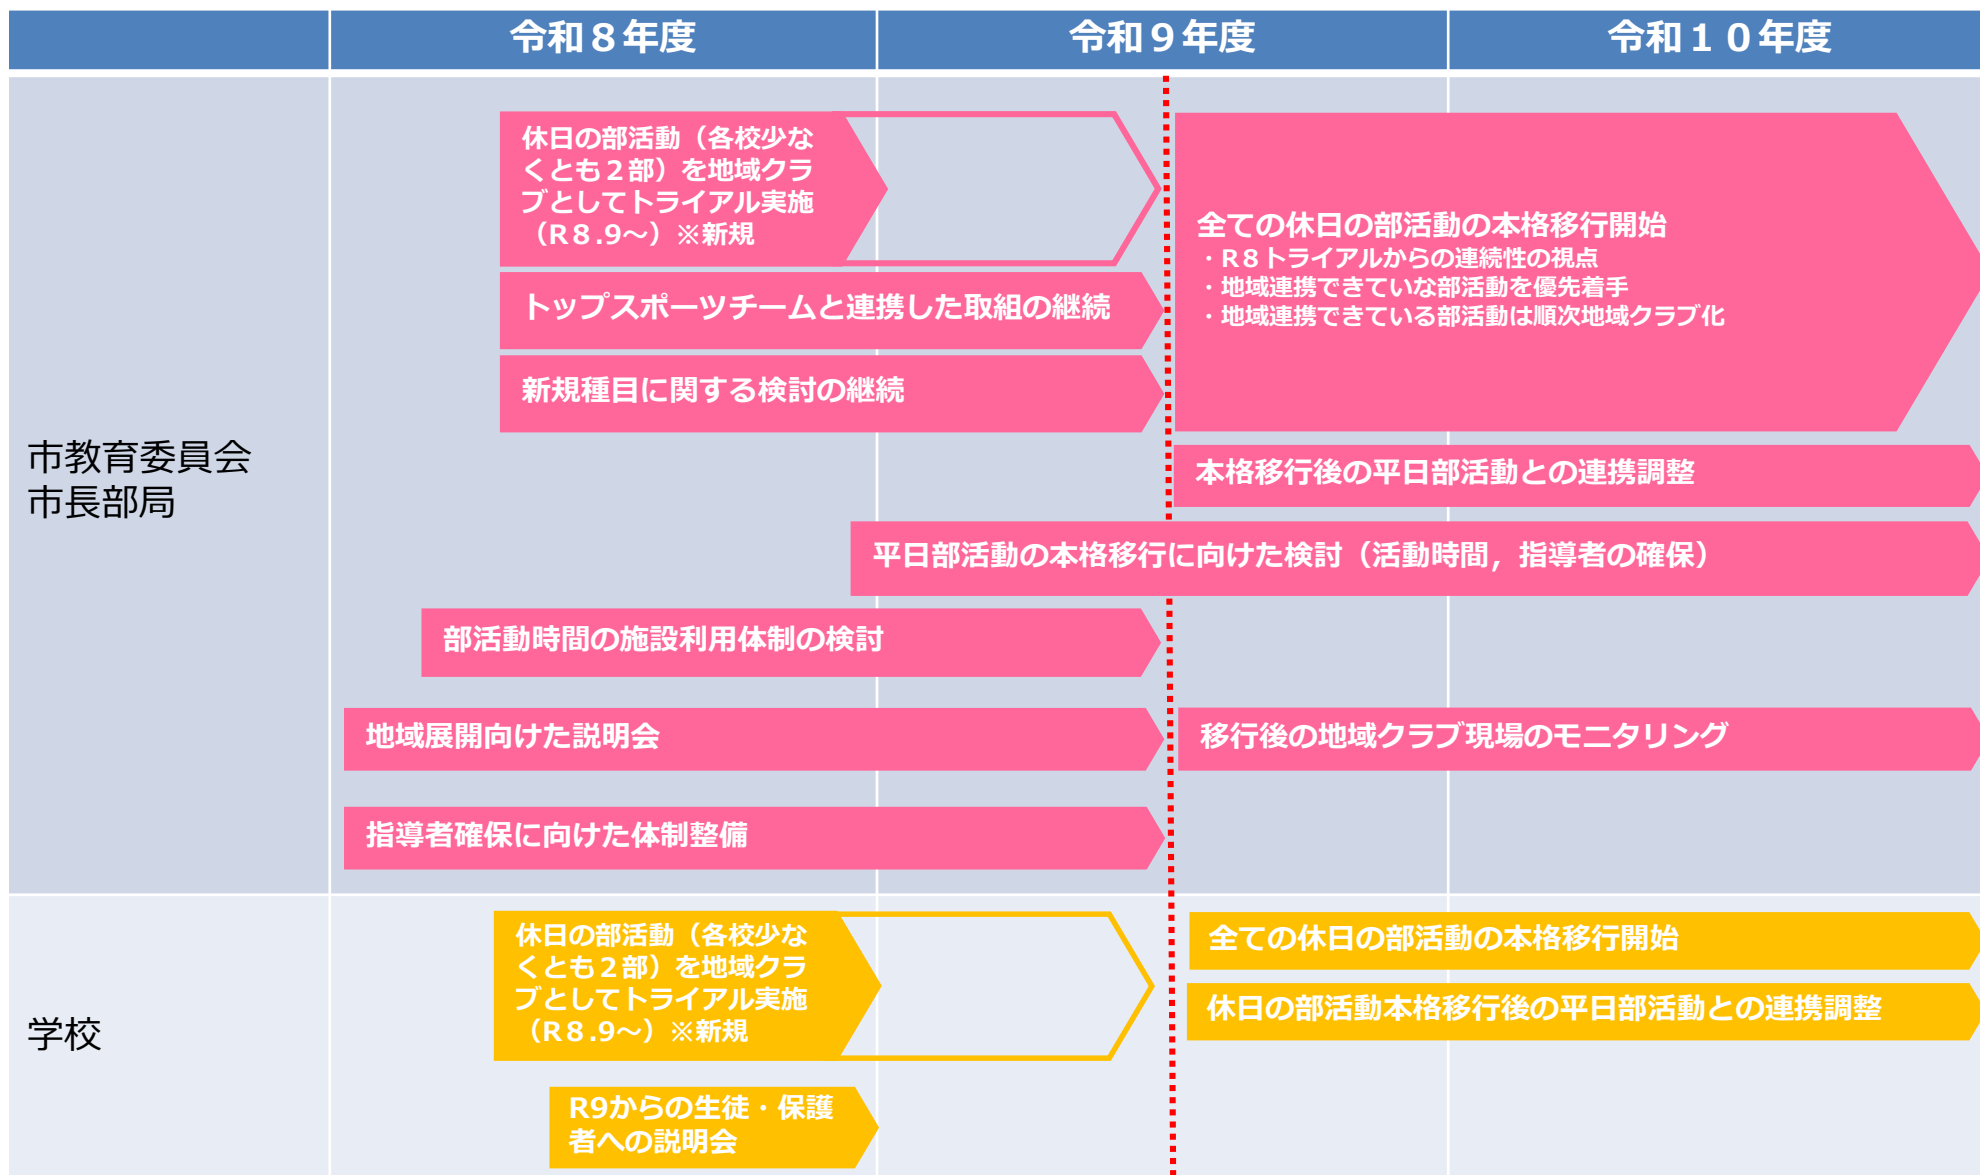 令和８年度
令和９年度
令和１０年度
市教育委員会
市長部局
休日の部活動（各校少な
くとも２部）を地域クラ
ブとしてトライアル実施
（R８.9～）※新規
全ての休日の部活動の本格移行開始
・R８トライアルからの連続性の視点
・地域連携できていな部活動を優先着手
・地域連携できている部活動は順次地域クラブ化
トップスポーツチームと連携した取組の継続
新規種目に関する検討の継続
本格移行後の平日部活動との連携調整
平日部活動の本格移行に向けた検討（活動時間，指導者の確保）
部活動時間の施設利用体制の検討
地域展開向けた説明会
移行後の地域クラブ現場のモニタリング
指導者確保に向けた体制整備
学校
休日の部活動（各校少な
くとも２部）を地域クラ
ブとしてトライアル実施
（R８.9～）※新規
全ての休日の部活動の本格移行開始
休日の部活動本格移行後の平日部活動との連携調整
R9からの生徒・保護
者への説明会